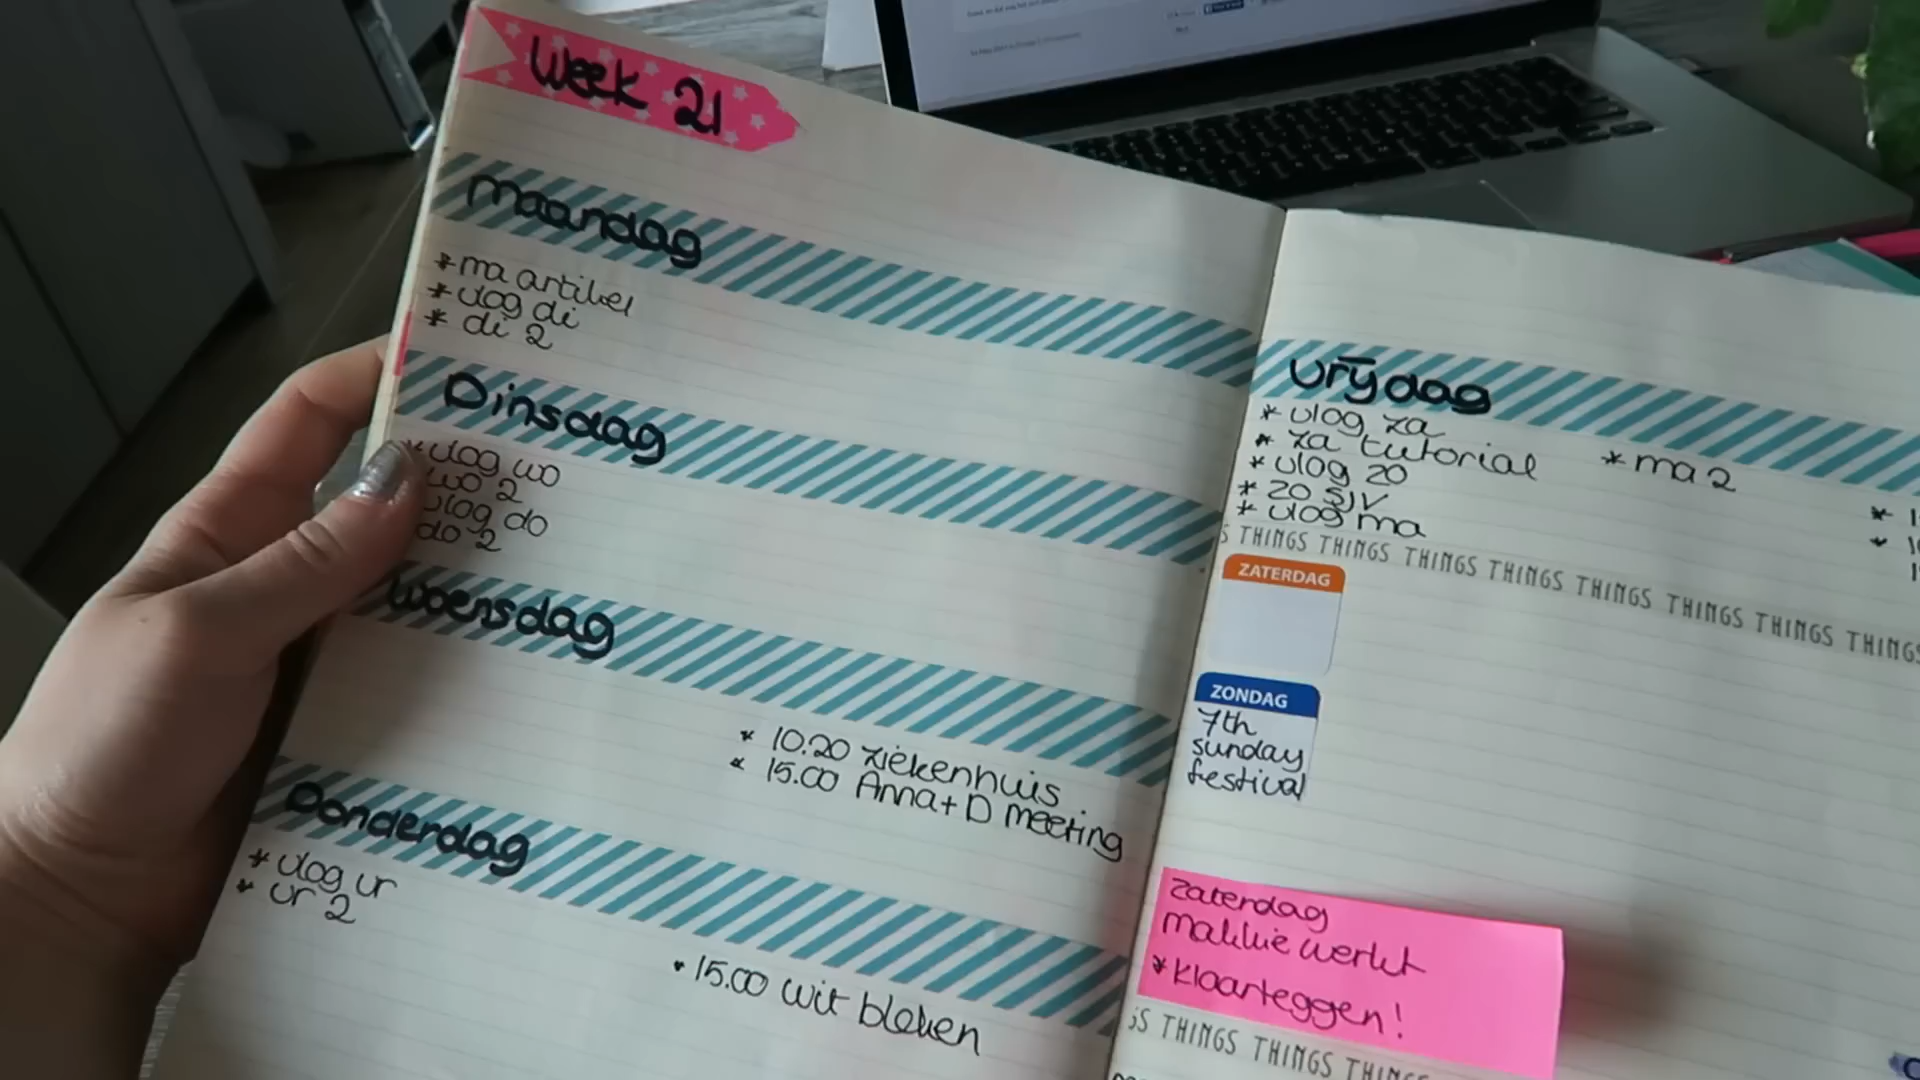 Week 21
maandag
* ma artikel
* vlog di
* di 2
Dinsdag
* vlog wo
wo 2
vlog do
do 2
woensdag
* 10.20 ziekenhuis
* 15.00 Anna + D meeting
Donderdag
* vlog vr
* vr 2
* 15.00 wit bleken
vrijdag
* vlog za
* za tutorial
* vlog zo
* zo SJV
* vlog ma
* ma 2
THINGS THINGS THINGS THINGS THINGS THINGS THINGS THINGS
ZATERDAG
ZONDAG
7th
sunday
festival
zaterdag
makkie werkt
* klaarleggen!
THINGS THINGS